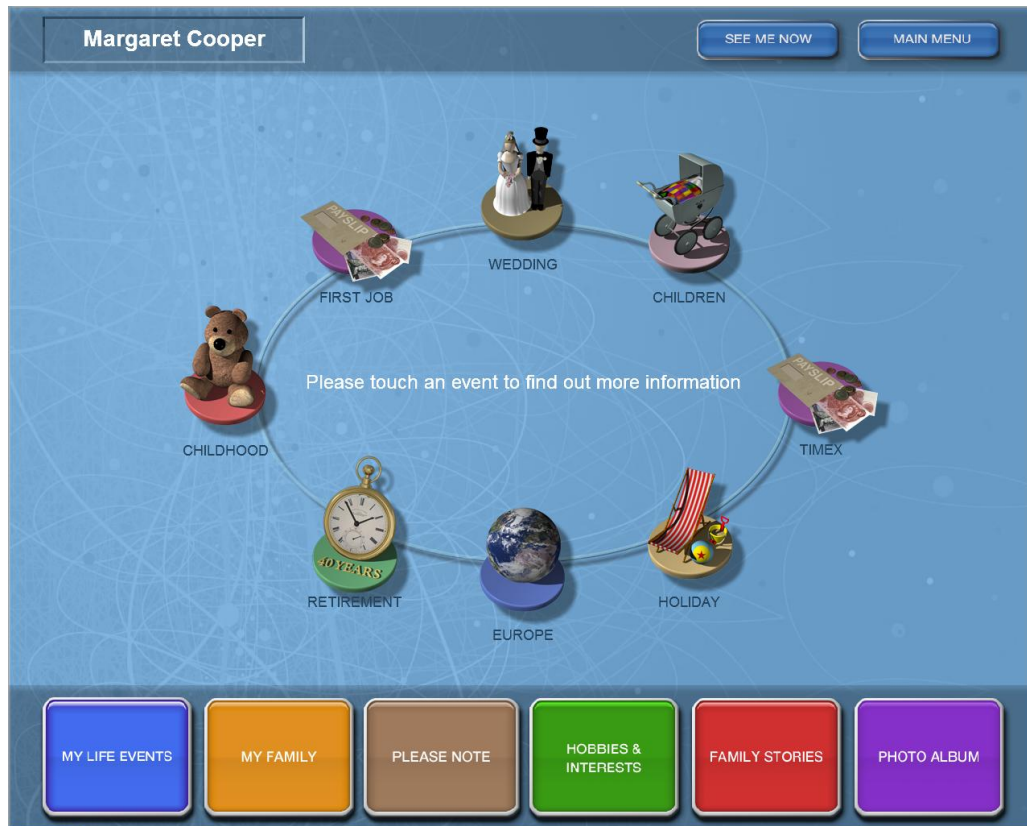 Margaret Cooper
SEE ME NOW
MAIN MENU
WEDDING
PAYSLIP
FIRST JOB
CHILDREN
CHILDHOOD
Please touch an event to find out more information
PAYSLIP
TIMEX
40 YEARS
RETIREMENT
EUROPE
HOLIDAY
MY LIFE EVENTS
MY FAMILY
PLEASE NOTE
HOBBIES &
INTERESTS
FAMILY STORIES
PHOTO ALBUM